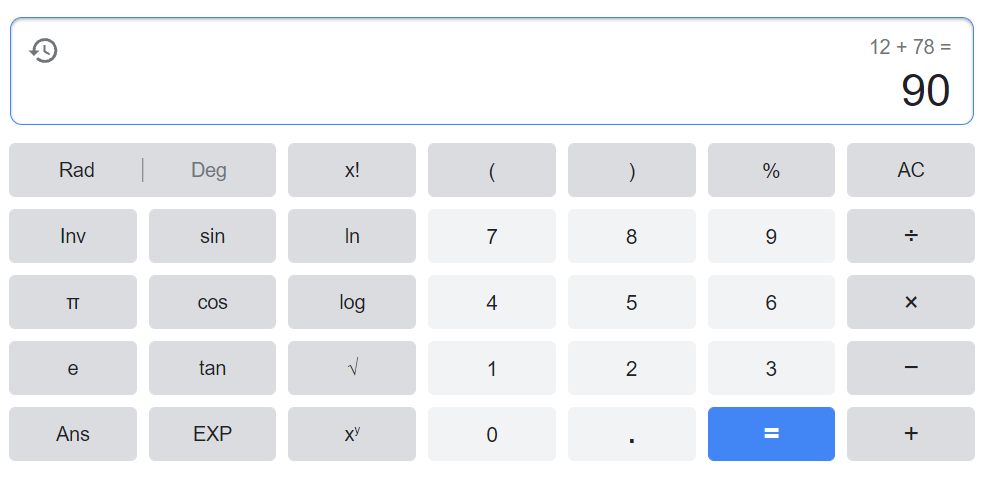 12 + 78 =
90
Rad | Deg x! ( ) % AC
Inv sin ln 7 8 9 ÷
π cos log 4 5 6 ×
e tan √ 1 2 3 −
Ans EXP xʸ 0 . = +